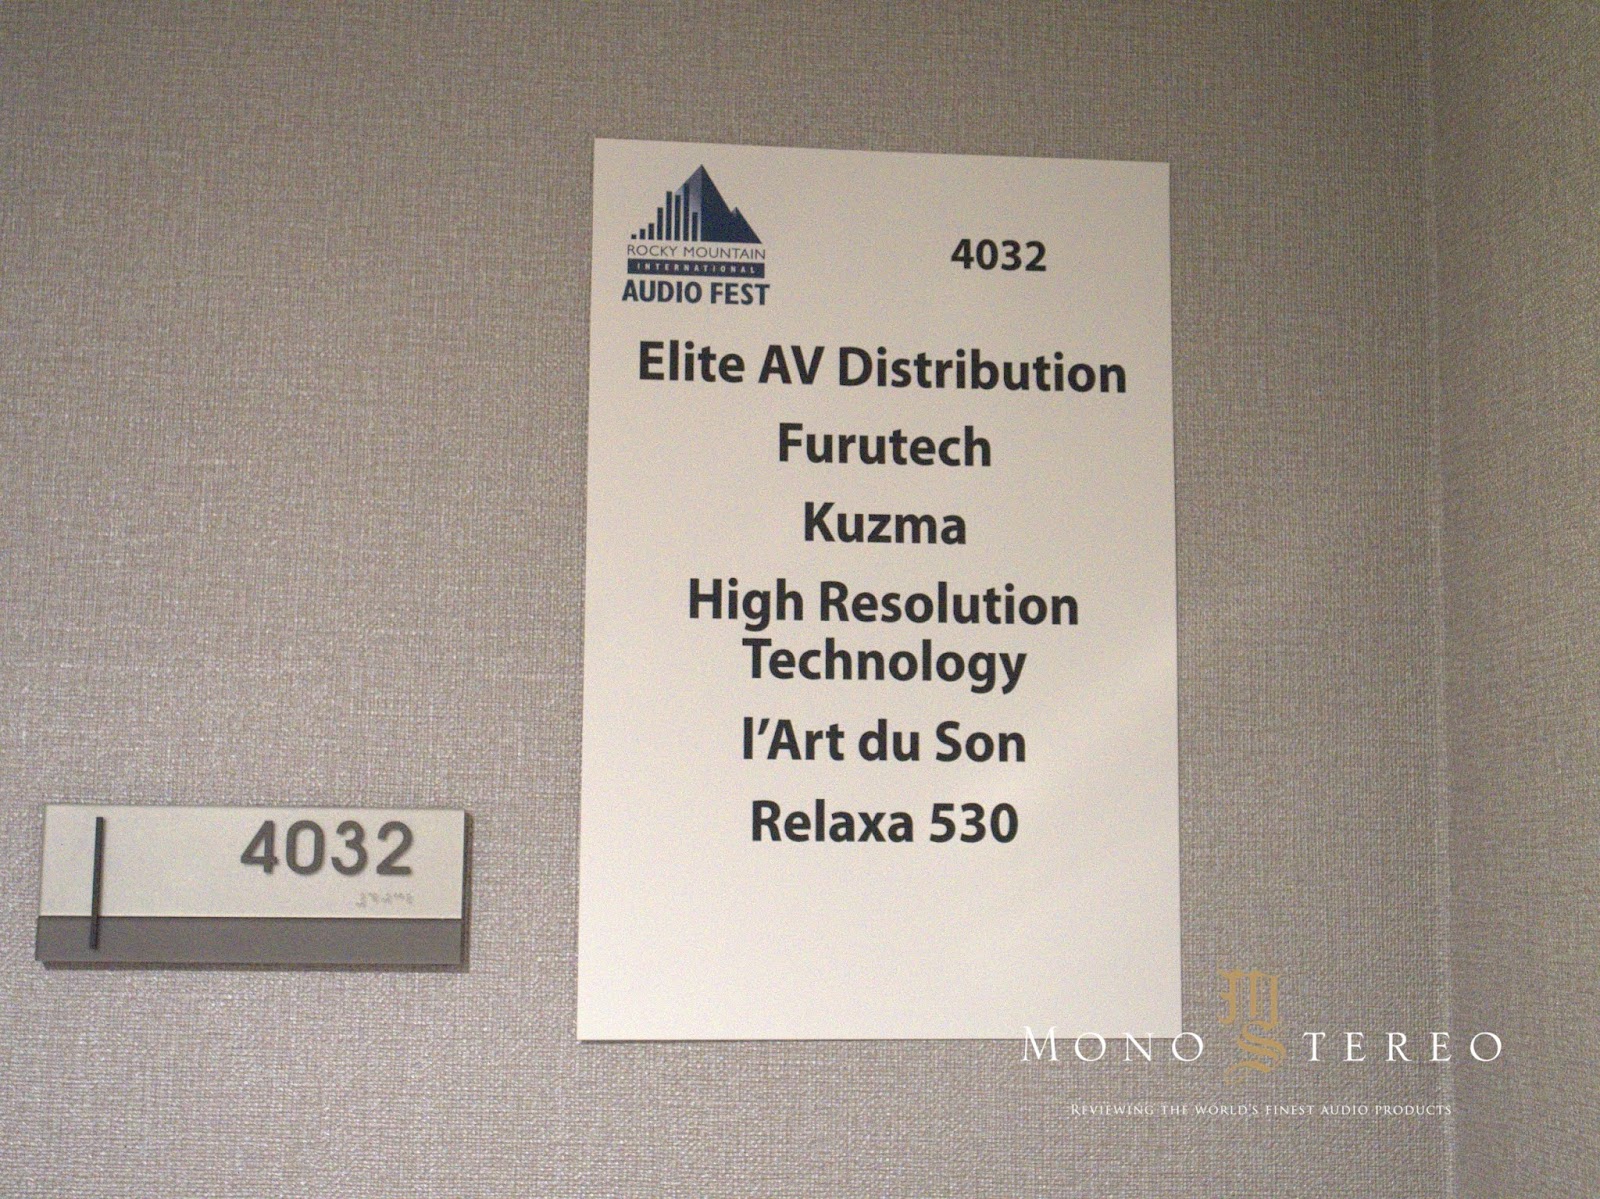 ROCKY MOUNTAIN
INTERNATIONAL
AUDIO FEST
4032
Elite AV Distribution
Furutech
Kuzma
High Resolution
Technology
l’Art du Son
Relaxa 530
4032
MS
MONO STEREO
REVIEWING THE WORLD'S FINEST AUDIO PRODUCTS